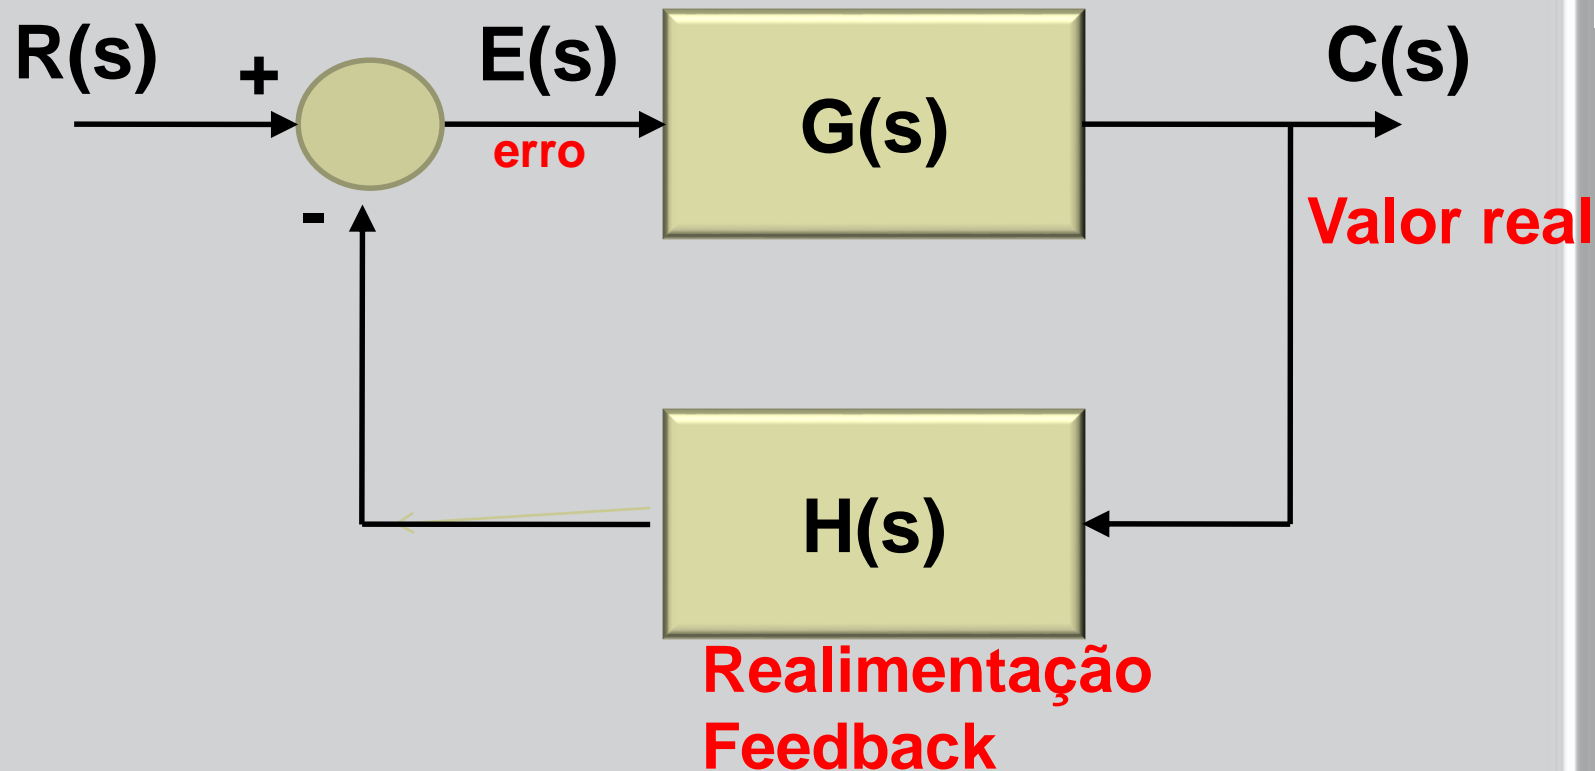 R(s)
+
E(s)
C(s)
G(s)
erro
-
Valor real
H(s)
Realimentação
Feedback